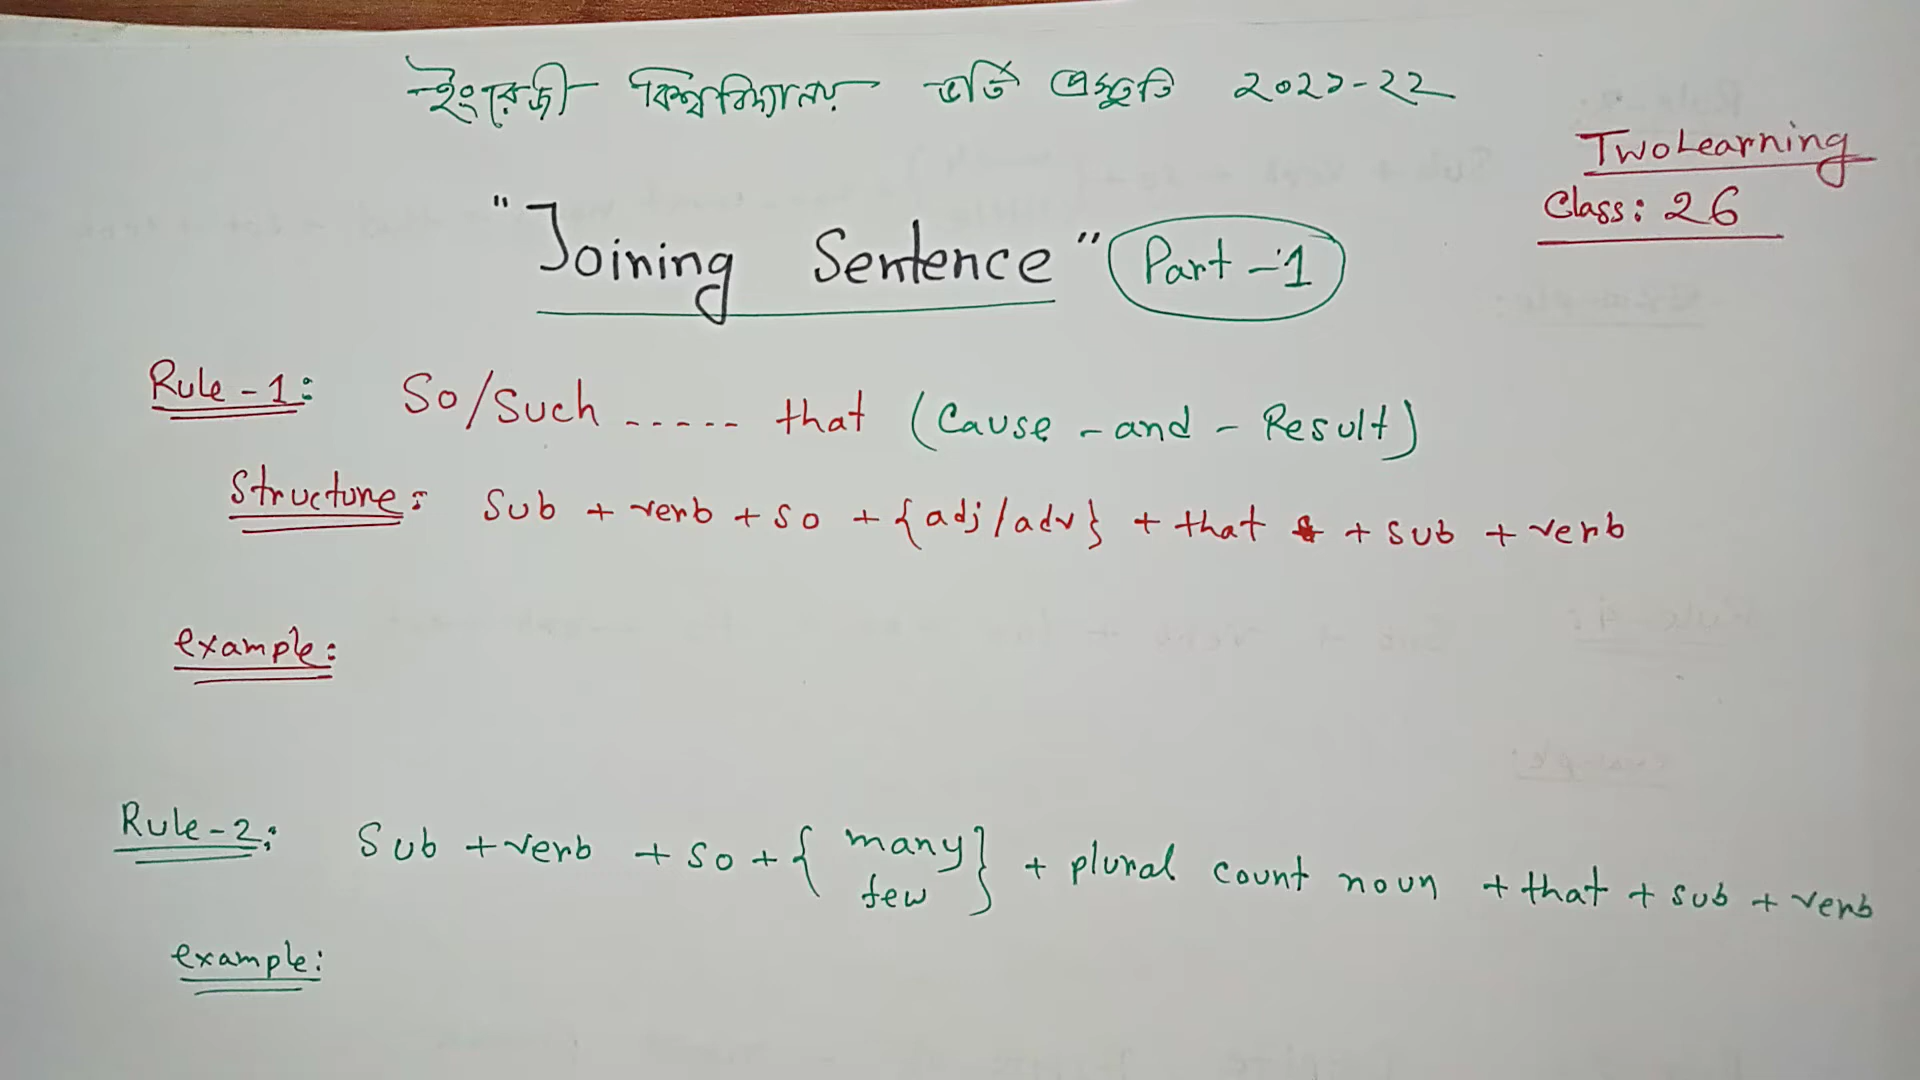 ইংরেজী বিশ্ববিদ্যালয় ভর্তি প্রস্তুতি ২০২১-২২
TwoLearning
Class: 26
"Joining Sentence" Part-1
Rule-1: So/Such ..... that (Cause-and-Result)
Structure: Sub + verb + so + {adj/adv} + that + sub + verb
example:
Rule-2: Sub + verb + so + { many few } + plural count noun + that + sub + verb
example: